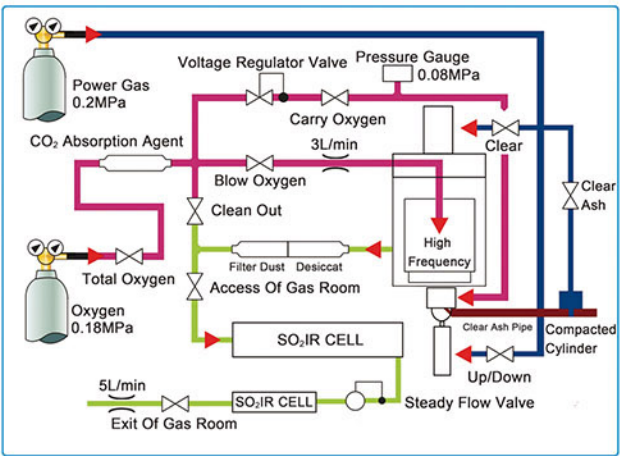 Power Gas
0.2MPa
Voltage Regulator Valve
Pressure Gauge
0.08MPa
Carry Oxygen
CO₂ Absorption Agent
3L/min
Clear
Blow Oxygen
Clear
Ash
Clean Out
High
Frequency
Filter Dust
Desiccat
Total Oxygen
Access Of Gas Room
Oxygen
0.18MPa
SO₂IR CELL
Clear Ash Pipe
Compacted
Cylinder
Up/Down
5L/min
SO₂IR CELL
Steady Flow Valve
Exit Of Gas Room